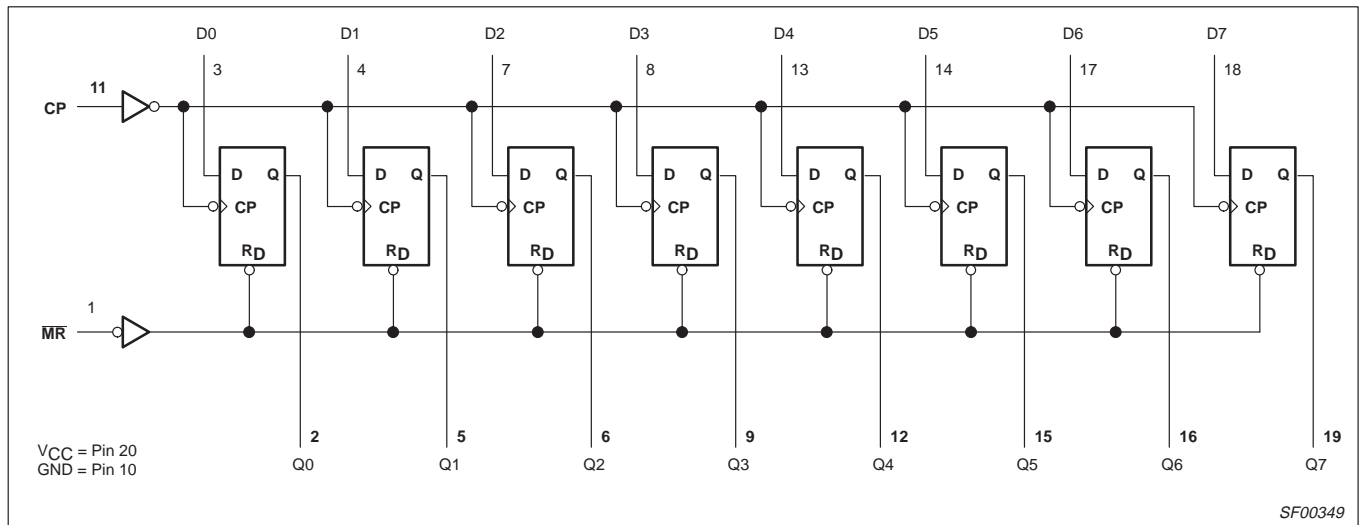 D0 D1 D2 D3 D4 D5 D6 D7
3 4 7 8 13 14 17 18
11
CP
D Q D Q D Q D Q D Q D Q D Q D Q
CP CP CP CP CP CP CP CP
RD RD RD RD RD RD RD RD
1
M̅R̅
2 5 6 9 12 15 16 19
VCC = Pin 20
GND = Pin 10
Q0 Q1 Q2 Q3 Q4 Q5 Q6 Q7
SF00349